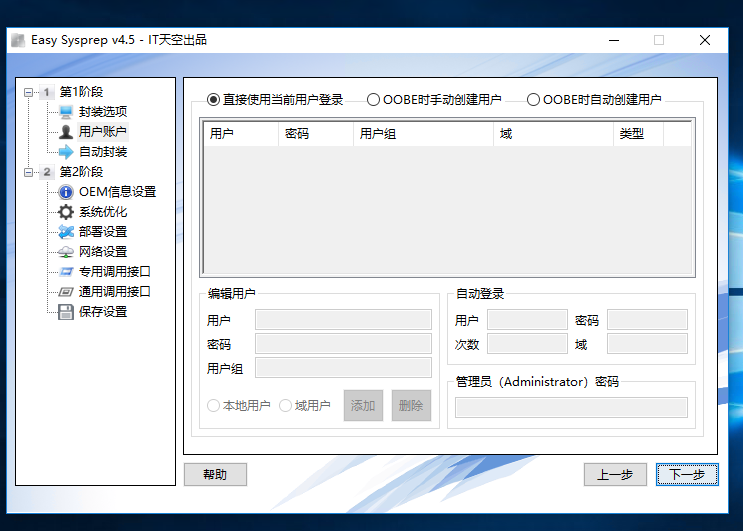 Easy Sysprep v4.5 - IT天空出品
1 第1阶段
封装选项
用户账户
自动封装
2 第2阶段
OEM信息设置
系统优化
部署设置
网络设置
专用调用接口
通用调用接口
保存设置
直接使用当前用户登录 OOBE时手动创建用户 OOBE时自动创建用户
用户 密码 用户组 域 类型
编辑用户
用户
密码
用户组
本地用户 域用户 添加 删除
自动登录
用户 密码
次数 域
管理员（Administrator）密码
帮助 上一步 下一步